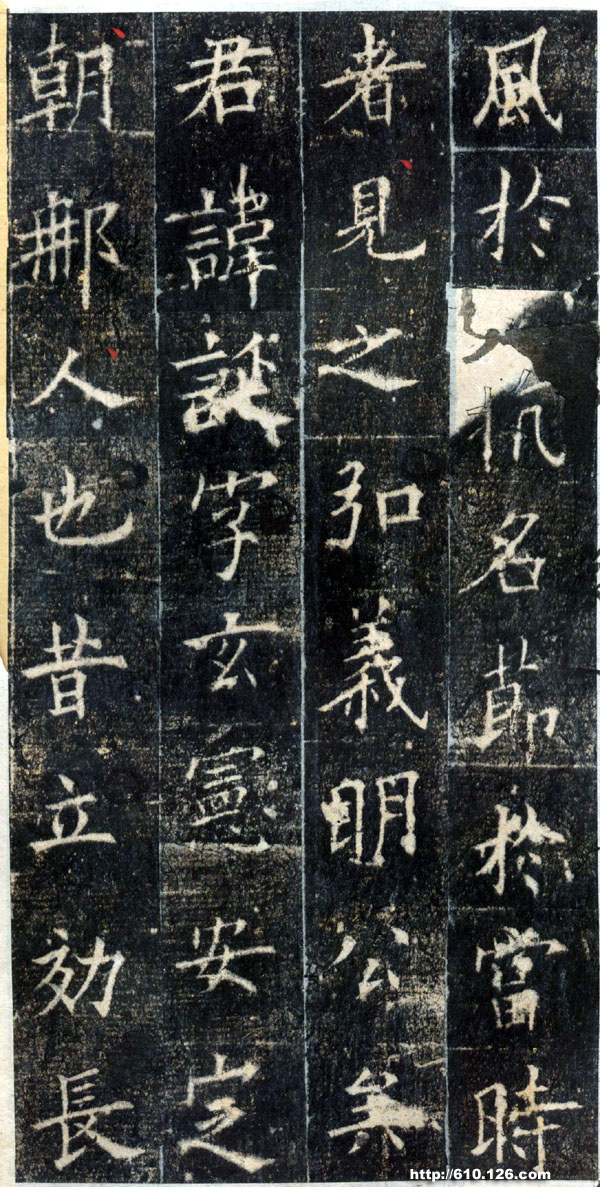 風於抗名節於當時
者見之弘義明公矣
君諱誕字玄憲安定
朝那人也昔立効長
http://610.126.com